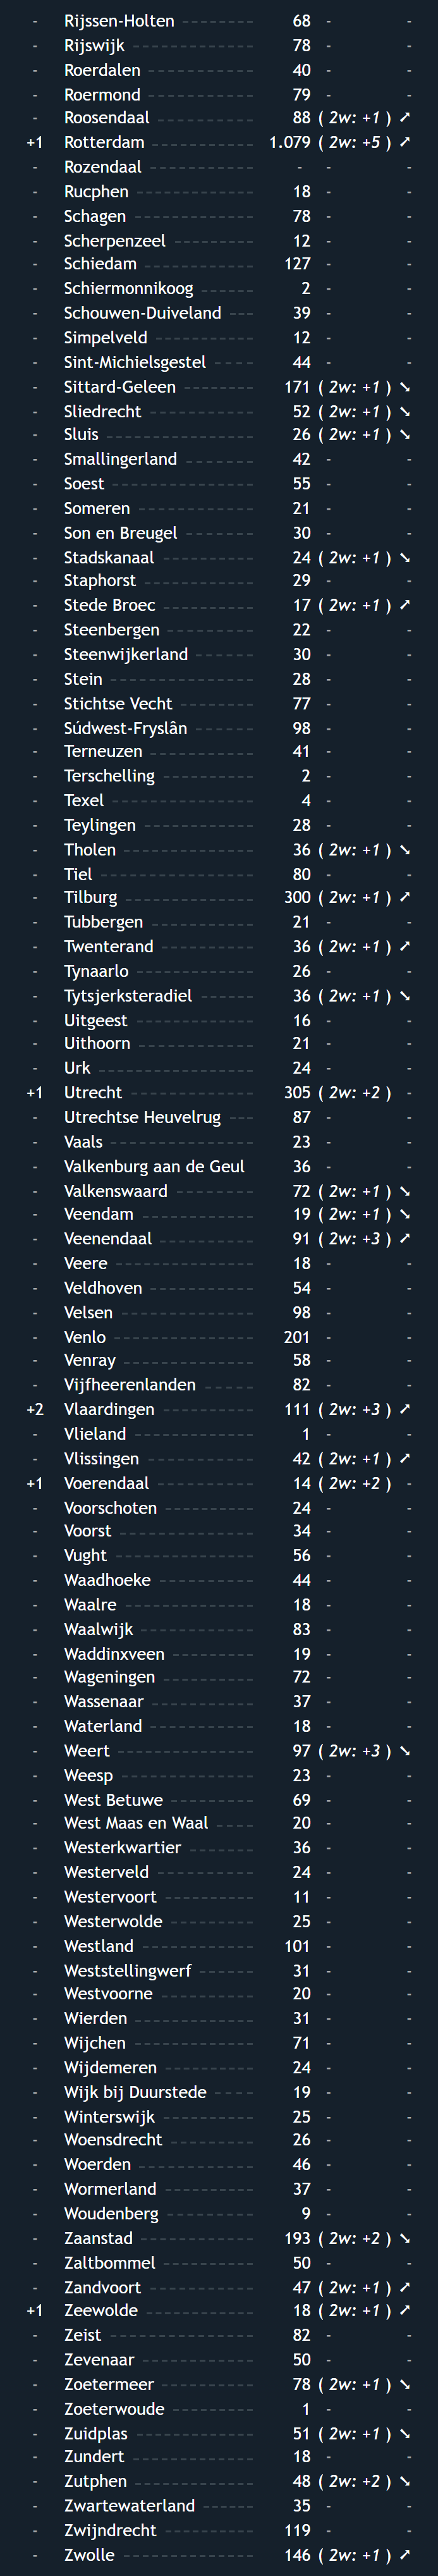 - Rijssen-Holten 68 - -
- Rijswijk 78 - -
- Roerdalen 40 - -
- Roermond 79 - -
- Roosendaal 88 ( 2w: +1 ) ➚
+1 Rotterdam 1.079 ( 2w: +5 ) ➚
- Rozendaal - - -
- Rucphen 18 - -
- Schagen 78 - -
- Scherpenzeel 12 - -
- Schiedam 127 - -
- Schiermonnikoog 2 - -
- Schouwen-Duiveland 39 - -
- Simpelveld 12 - -
- Sint-Michielsgestel 44 - -
- Sittard-Geleen 171 ( 2w: +1 ) ➘
- Sliedrecht 52 ( 2w: +1 ) ➘
- Sluis 26 ( 2w: +1 ) ➘
- Smallingerland 42 - -
- Soest 55 - -
- Someren 21 - -
- Son en Breugel 30 - -
- Stadskanaal 24 ( 2w: +1 ) ➘
- Staphorst 29 - -
- Stede Broec 17 ( 2w: +1 ) ➚
- Steenbergen 22 - -
- Steenwijkerland 30 - -
- Stein 28 - -
- Stichtse Vecht 77 - -
- Súdwest-Fryslân 98 - -
- Terneuzen 41 - -
- Terschelling 2 - -
- Texel 4 - -
- Teylingen 28 - -
- Tholen 36 ( 2w: +1 ) ➘
- Tiel 80 - -
- Tilburg 300 ( 2w: +1 ) ➚
- Tubbergen 21 - -
- Twenterand 36 ( 2w: +1 ) ➚
- Tynaarlo 26 - -
- Tytsjerksteradiel 36 ( 2w: +1 ) ➘
- Uitgeest 16 - -
- Uithoorn 21 - -
- Urk 24 - -
+1 Utrecht 305 ( 2w: +2 ) -
- Utrechtse Heuvelrug 87 - -
- Vaals 23 - -
- Valkenburg aan de Geul 36 - -
- Valkenswaard 72 ( 2w: +1 ) ➘
- Veendam 19 ( 2w: +1 ) ➘
- Veenendaal 91 ( 2w: +3 ) ➚
- Veere 18 - -
- Veldhoven 54 - -
- Velsen 98 - -
- Venlo 201 - -
- Venray 58 - -
- Vijfheerenlanden 82 - -
+2 Vlaardingen 111 ( 2w: +3 ) ➚
- Vlieland 1 - -
- Vlissingen 42 ( 2w: +1 ) ➚
+1 Voerendaal 14 ( 2w: +2 ) -
- Voorschoten 24 - -
- Voorst 34 - -
- Vught 56 - -
- Waadhoeke 44 - -
- Waalre 18 - -
- Waalwijk 83 - -
- Waddinxveen 19 - -
- Wageningen 72 - -
- Wassenaar 37 - -
- Waterland 18 - -
- Weert 97 ( 2w: +3 ) ➘
- Weesp 23 - -
- West Betuwe 69 - -
- West Maas en Waal 20 - -
- Westerkwartier 36 - -
- Westerveld 24 - -
- Westervoort 11 - -
- Westerwolde 25 - -
- Westland 101 - -
- Weststellingwerf 31 - -
- Westvoorne 20 - -
- Wierden 31 - -
- Wijchen 71 - -
- Wijdemeren 24 - -
- Wijk bij Duurstede 19 - -
- Winterswijk 25 - -
- Woensdrecht 26 - -
- Woerden 46 - -
- Wormerland 37 - -
- Woudenberg 9 - -
- Zaanstad 193 ( 2w: +2 ) ➘
- Zaltbommel 50 - -
- Zandvoort 47 ( 2w: +1 ) ➚
+1 Zeewolde 18 ( 2w: +1 ) ➚
- Zeist 82 - -
- Zevenaar 50 - -
- Zoetermeer 78 ( 2w: +1 ) ➘
- Zoeterwoude 1 - -
- Zuidplas 51 ( 2w: +1 ) ➘
- Zundert 18 - -
- Zutphen 48 ( 2w: +2 ) ➘
- Zwartewaterland 35 - -
- Zwijndrecht 119 - -
- Zwolle 146 ( 2w: +1 ) ➚